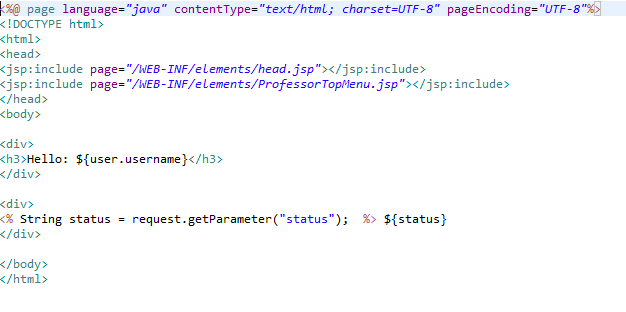 <%@ page language="java" contentType="text/html; charset=UTF-8" pageEncoding="UTF-8"%>
<!DOCTYPE html>
<html>
<head>
<jsp:include page="/WEB-INF/elements/head.jsp"></jsp:include>
<jsp:include page="/WEB-INF/elements/ProfessorTopMenu.jsp"></jsp:include>
</head>
<body>
<div>
<h3>Hello: ${user.username}</h3>
</div>
<div>
<% String status = request.getParameter("status");  %> ${status}
</div>
</body>
</html>